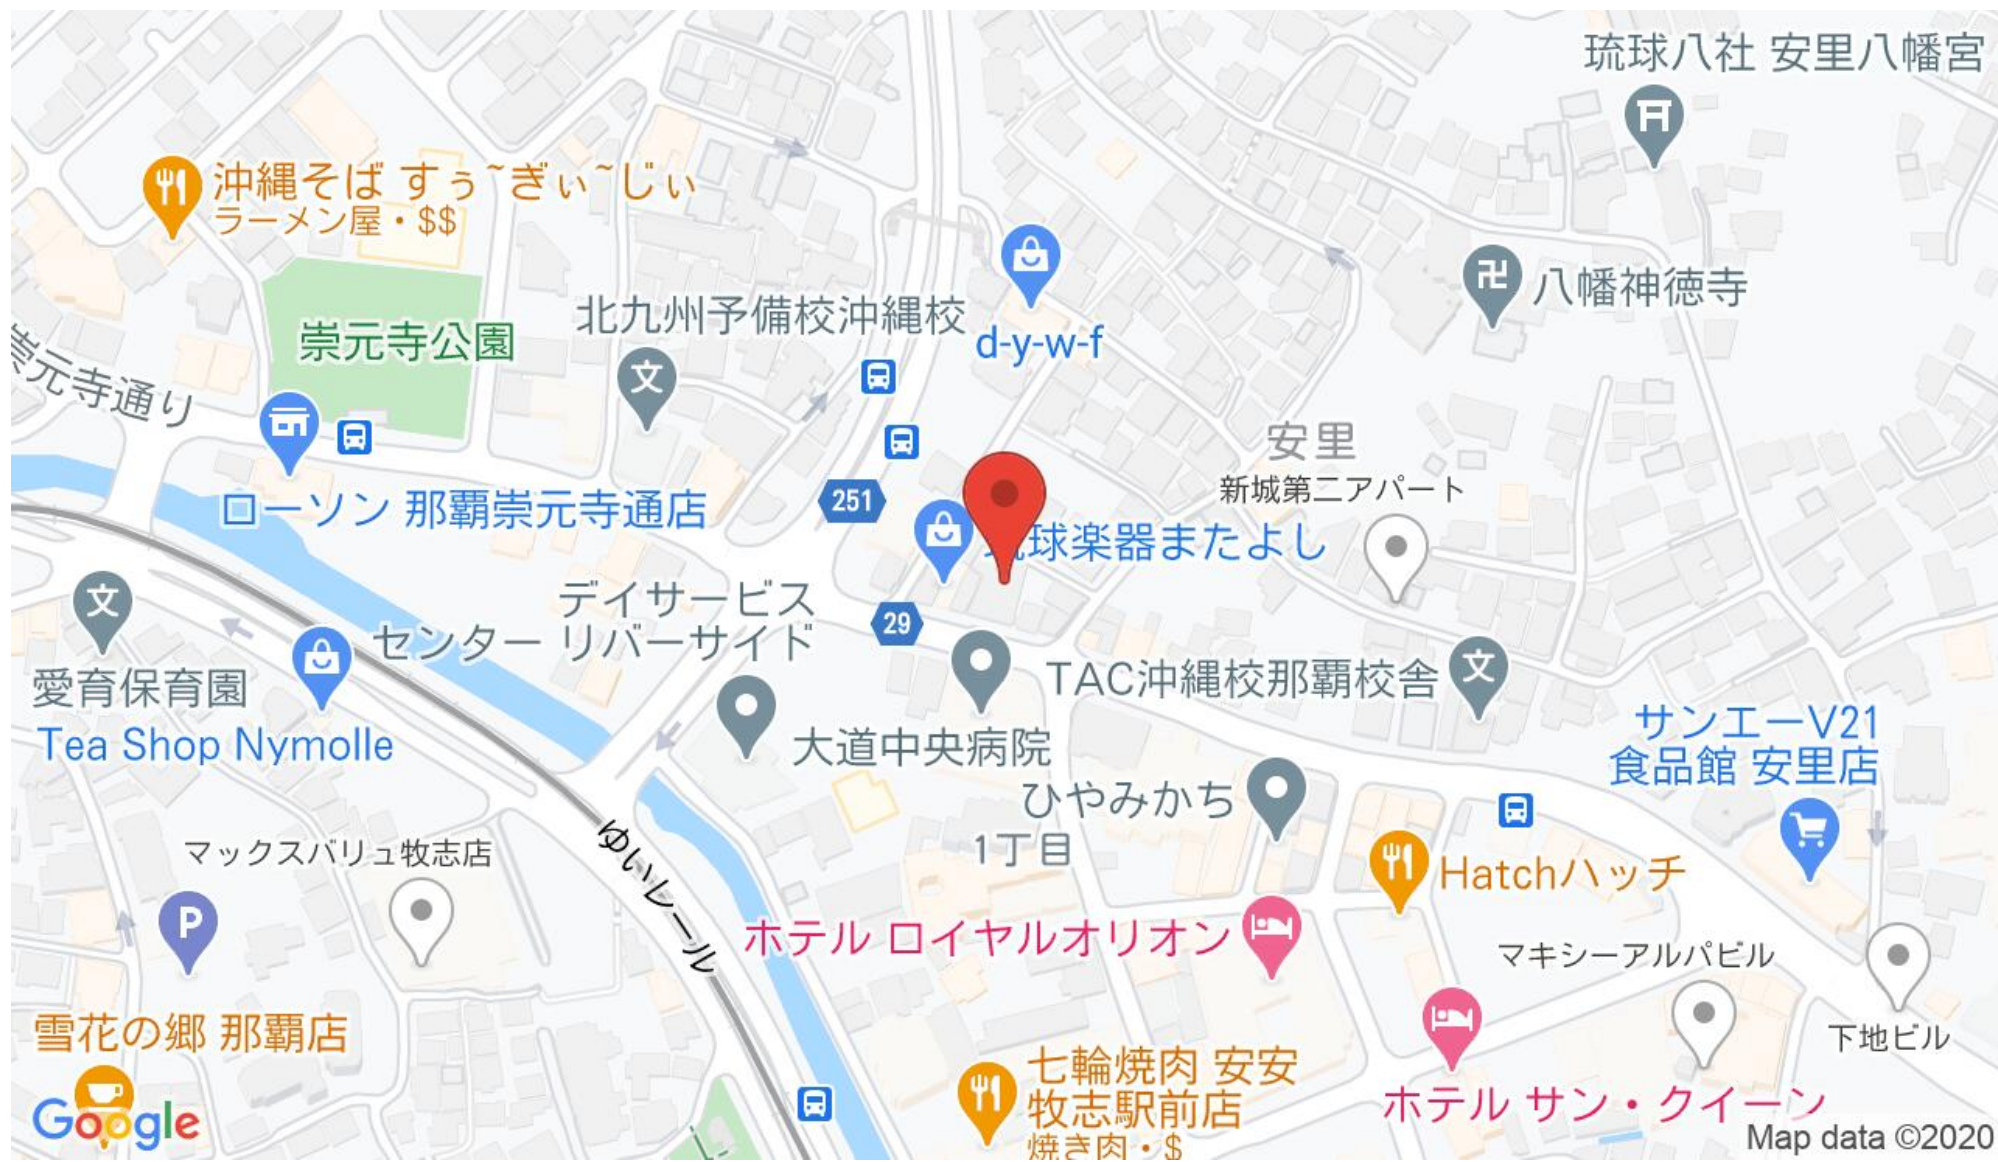 琉球八社 安里八幡宮
沖縄そば すぅ~ぎぃ~じぃ
ラーメン屋・$$
北九州予備校沖縄校
八幡神徳寺
崇元寺公園
d-y-w-f
崇元寺通り
安里
新城第二アパート
ローソン 那覇崇元寺通店
251
球楽器またよし
デイサービス
センター リバーサイド
29
愛育保育園
TAC沖縄校那覇校舎
Tea Shop Nymolle
大道中央病院
サンエーV21
食品館 安里店
ひやみかち
1丁目
マックスバリュ牧志店
ゆいレール
Hatchハッチ
P
ホテル ロイヤルオリオン
マキシーアルパビル
雪花の郷 那覇店
下地ビル
七輪焼肉 安安
牧志駅前店
焼き肉・$
ホテル サン・クイーン
Google
Map data ©2020